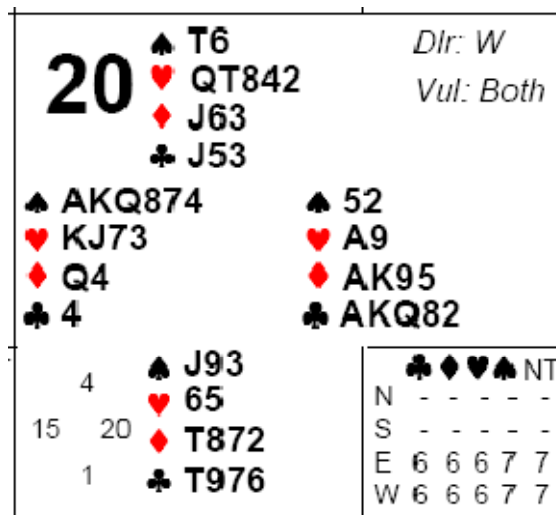 20
♠ T6
♥ QT842
♦ J63
♣ J53
Dlr: W
Vul: Both
♠ AKQ874
♥ KJ73
♦ Q4
♣ 4
♠ 52
♥ A9
♦ AK95
♣ AKQ82
♠ J93
♥ 65
♦ T872
♣ T976
4
15 20
1
♣ ♦ ♥ ♠ NT
N - - - - -
S - - - - -
E 6 6 6 7 7
W 6 6 6 7 7